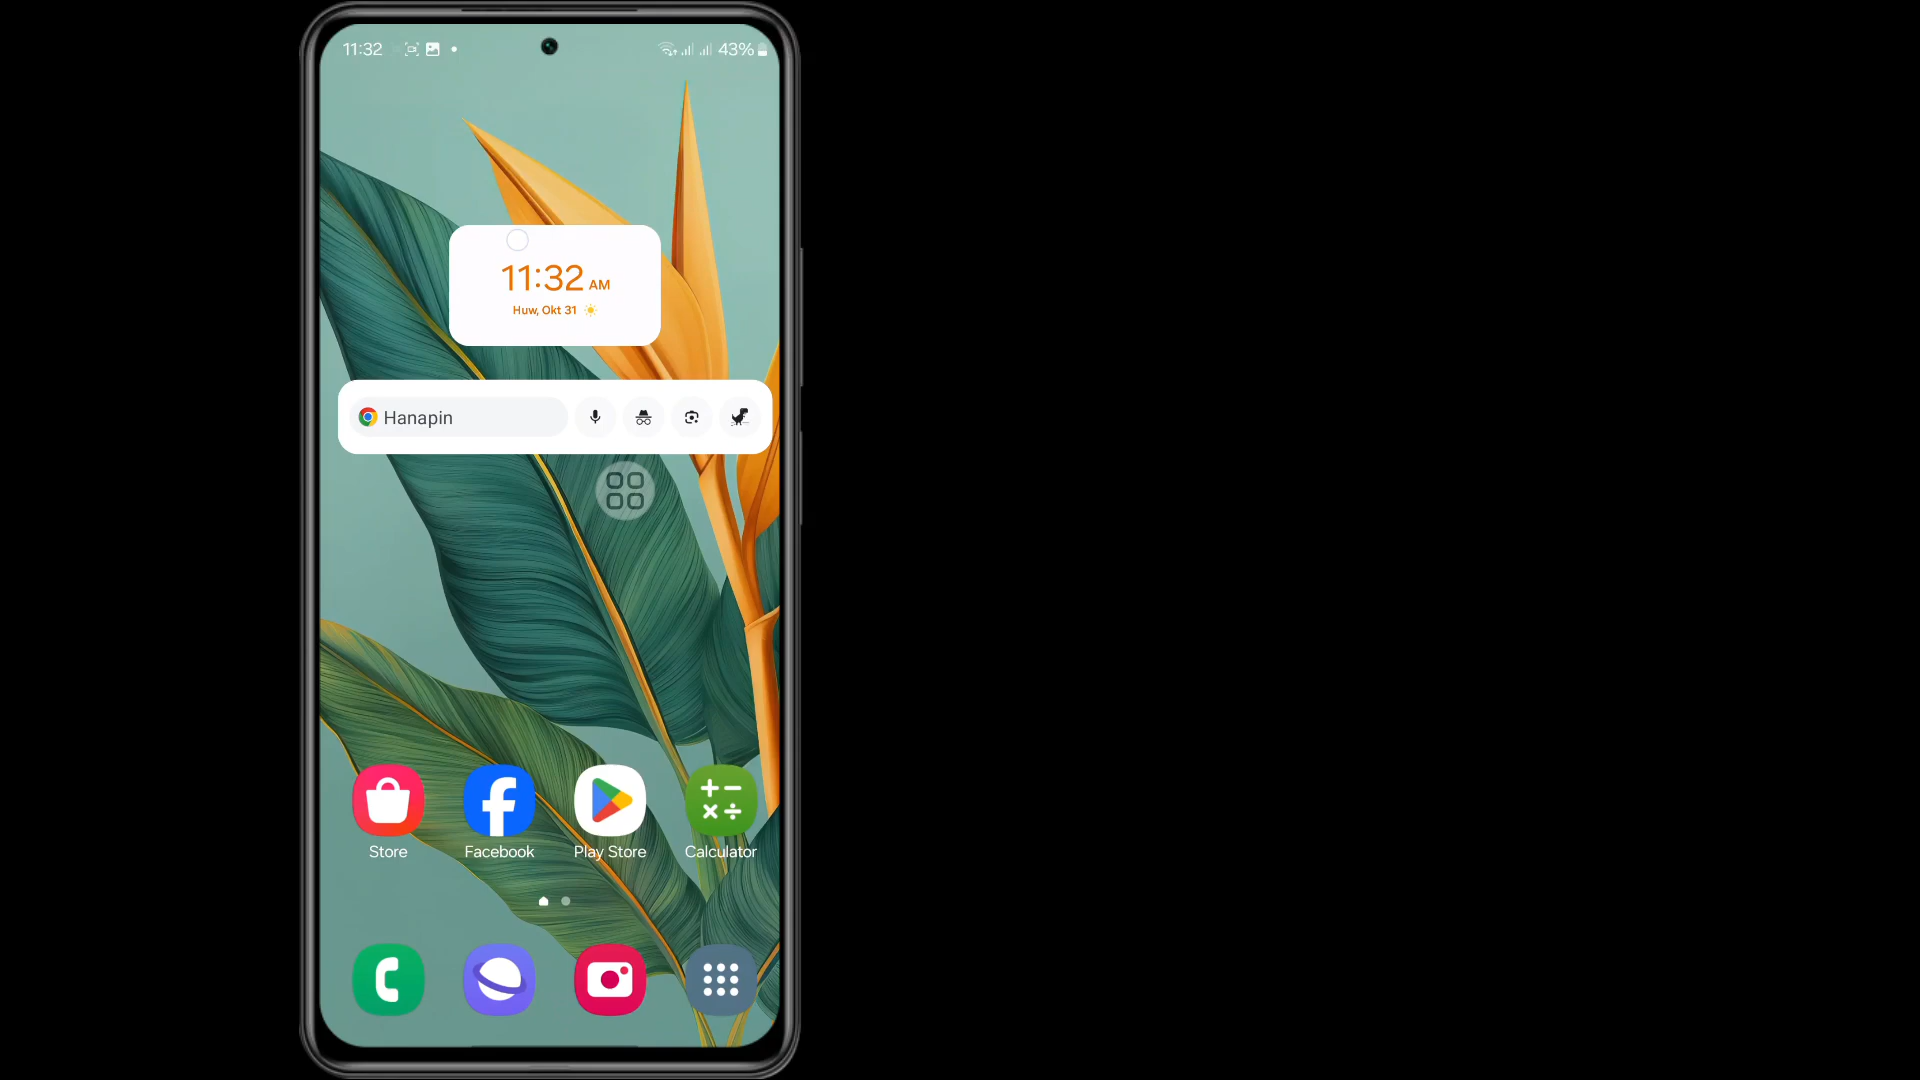 11:32
43%
11:32 AM
Huw, Okt 31
Hanapin
Store
Facebook
Play Store
Calculator